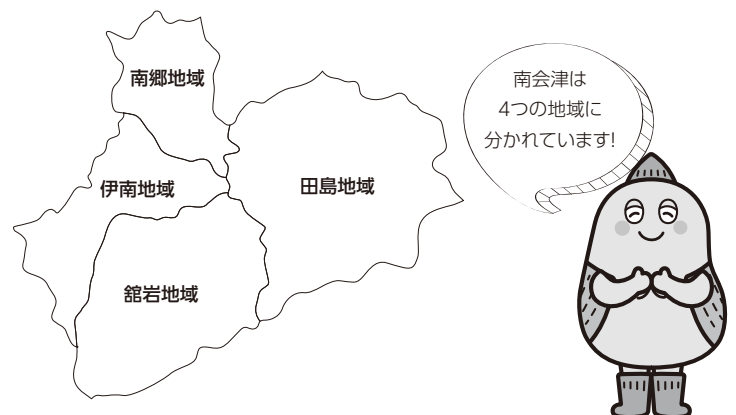 南郷地域
伊南地域
田島地域
舘岩地域
南会津は
4つの地域に
分かれています!